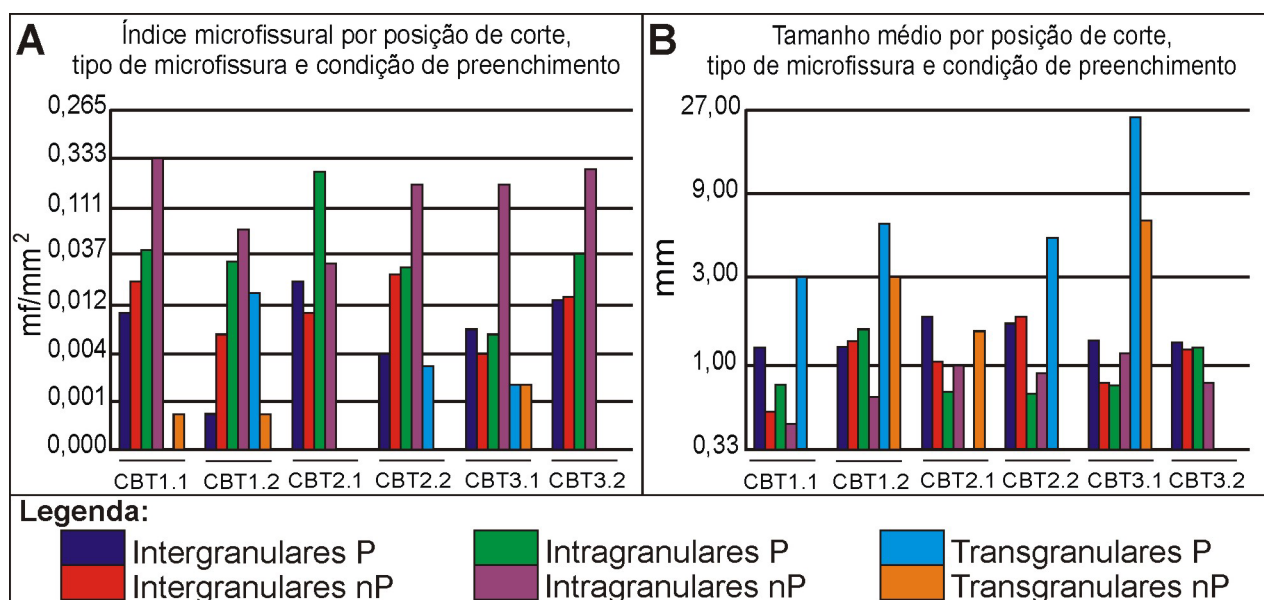 A
Índice microfissural por posição de corte,
tipo de microfissura e condição de preenchimento
0,265
0,333
0,111
0,037
0,012
0,004
0,001
0,000
mf/mm²
CBT1.1 CBT1.2 CBT2.1 CBT2.2 CBT3.1 CBT3.2
B
Tamanho médio por posição de corte,
tipo de microfissura e condição de preenchimento
27,00
9,00
3,00
1,00
0,33
mm
CBT1.1 CBT1.2 CBT2.1 CBT2.2 CBT3.1 CBT3.2
Legenda:
Intergranulares P
Intergranulares nP
Intragranulares P
Intragranulares nP
Transgranulares P
Transgranulares nP